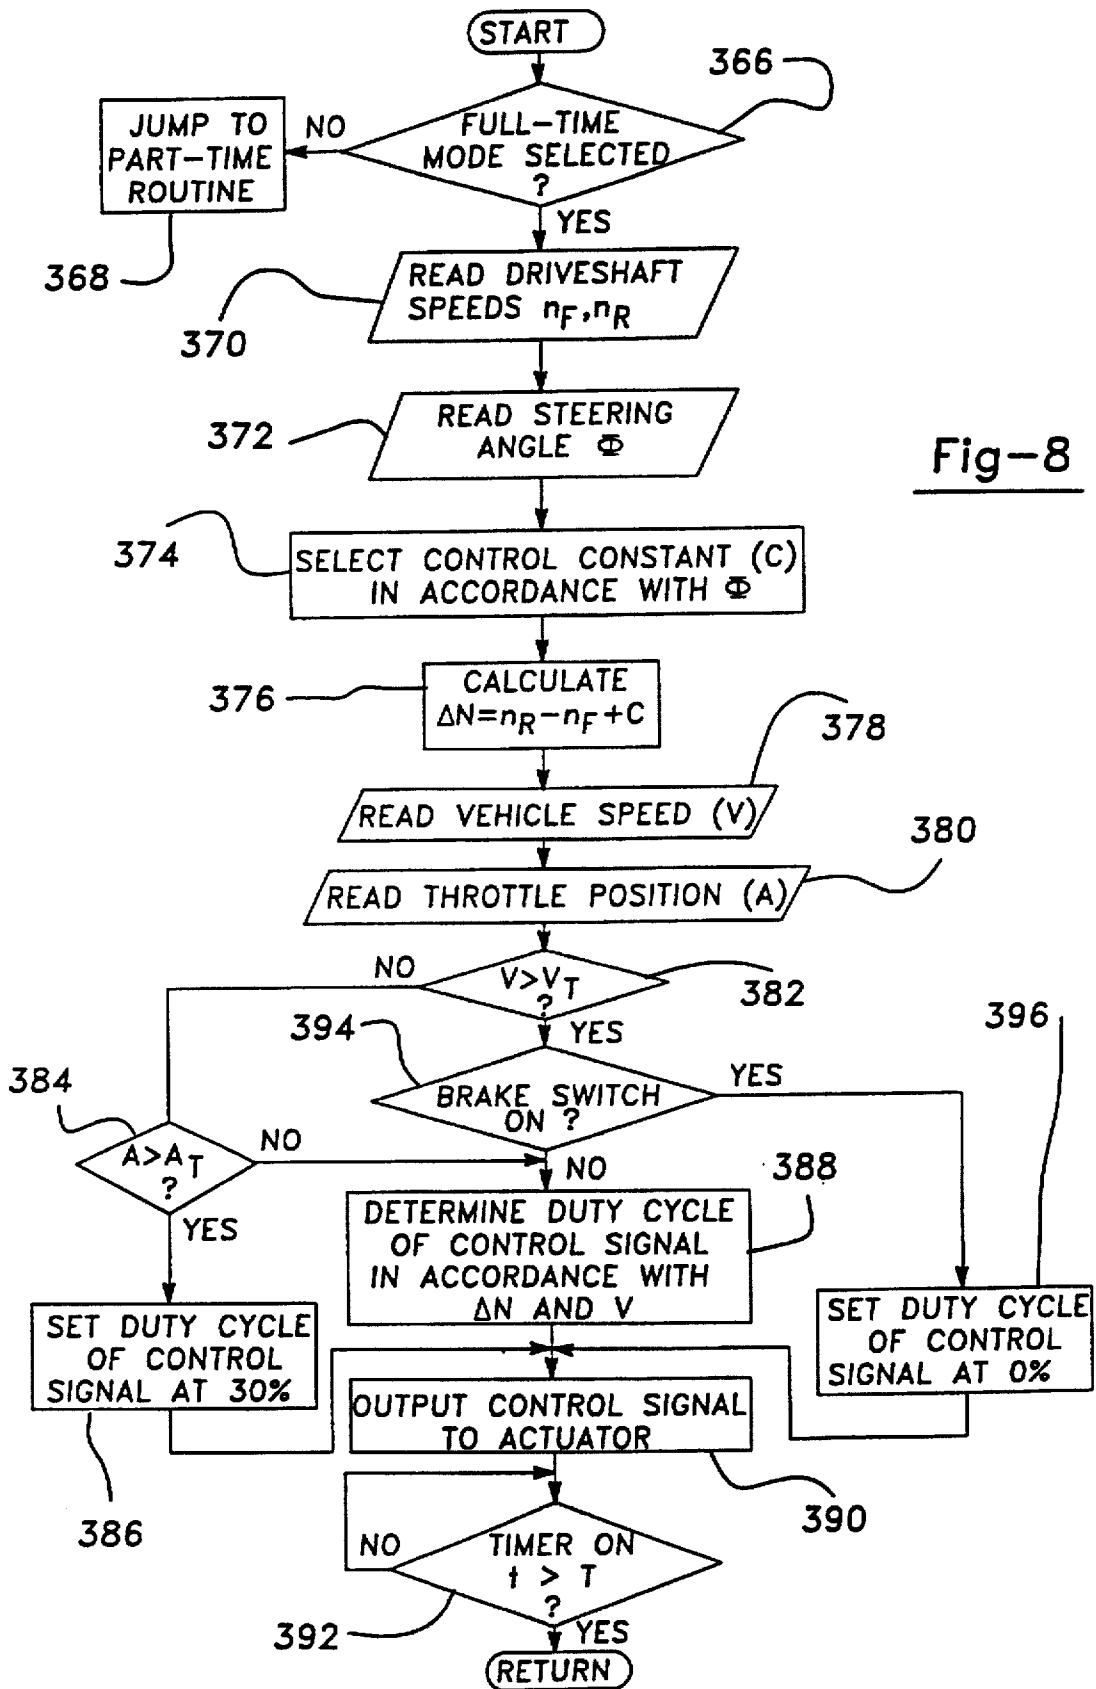 START
366
FULL-TIME
MODE SELECTED
?
NO
JUMP TO
PART-TIME
ROUTINE
368
YES
READ DRIVESHAFT
SPEEDS nF,nR
370
READ STEERING
ANGLE Φ
372
Fig-8
374
SELECT CONTROL CONSTANT (C)
IN ACCORDANCE WITH Φ
376
CALCULATE
ΔN=nR-nF+C
378
READ VEHICLE SPEED (V)
380
READ THROTTLE POSITION (A)
NO
V>VT
?
382
YES
394
396
BRAKE SWITCH
ON ?
YES
384
A>AT
?
NO
NO
388
YES
DETERMINE DUTY CYCLE
OF CONTROL SIGNAL
IN ACCORDANCE WITH
ΔN AND V
SET DUTY CYCLE
OF CONTROL
SIGNAL AT 30%
SET DUTY CYCLE
OF CONTROL
SIGNAL AT 0%
OUTPUT CONTROL SIGNAL
TO ACTUATOR
386
390
NO
TIMER ON
t > T
?
392
YES
RETURN